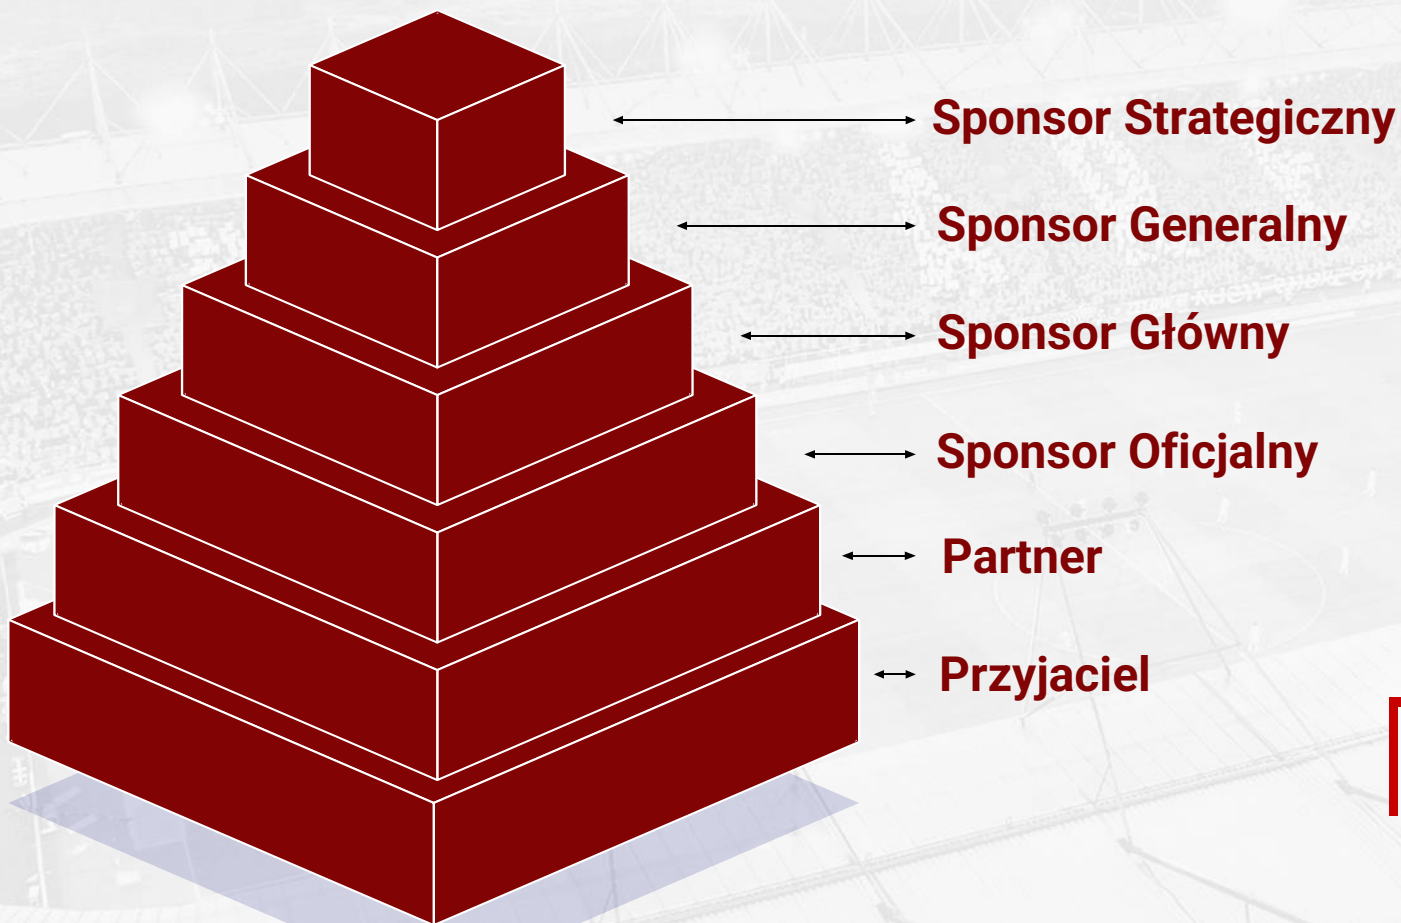 Sponsor Strategiczny
Sponsor Generalny
Sponsor Główny
Sponsor Oficjalny
Partner
Przyjaciel